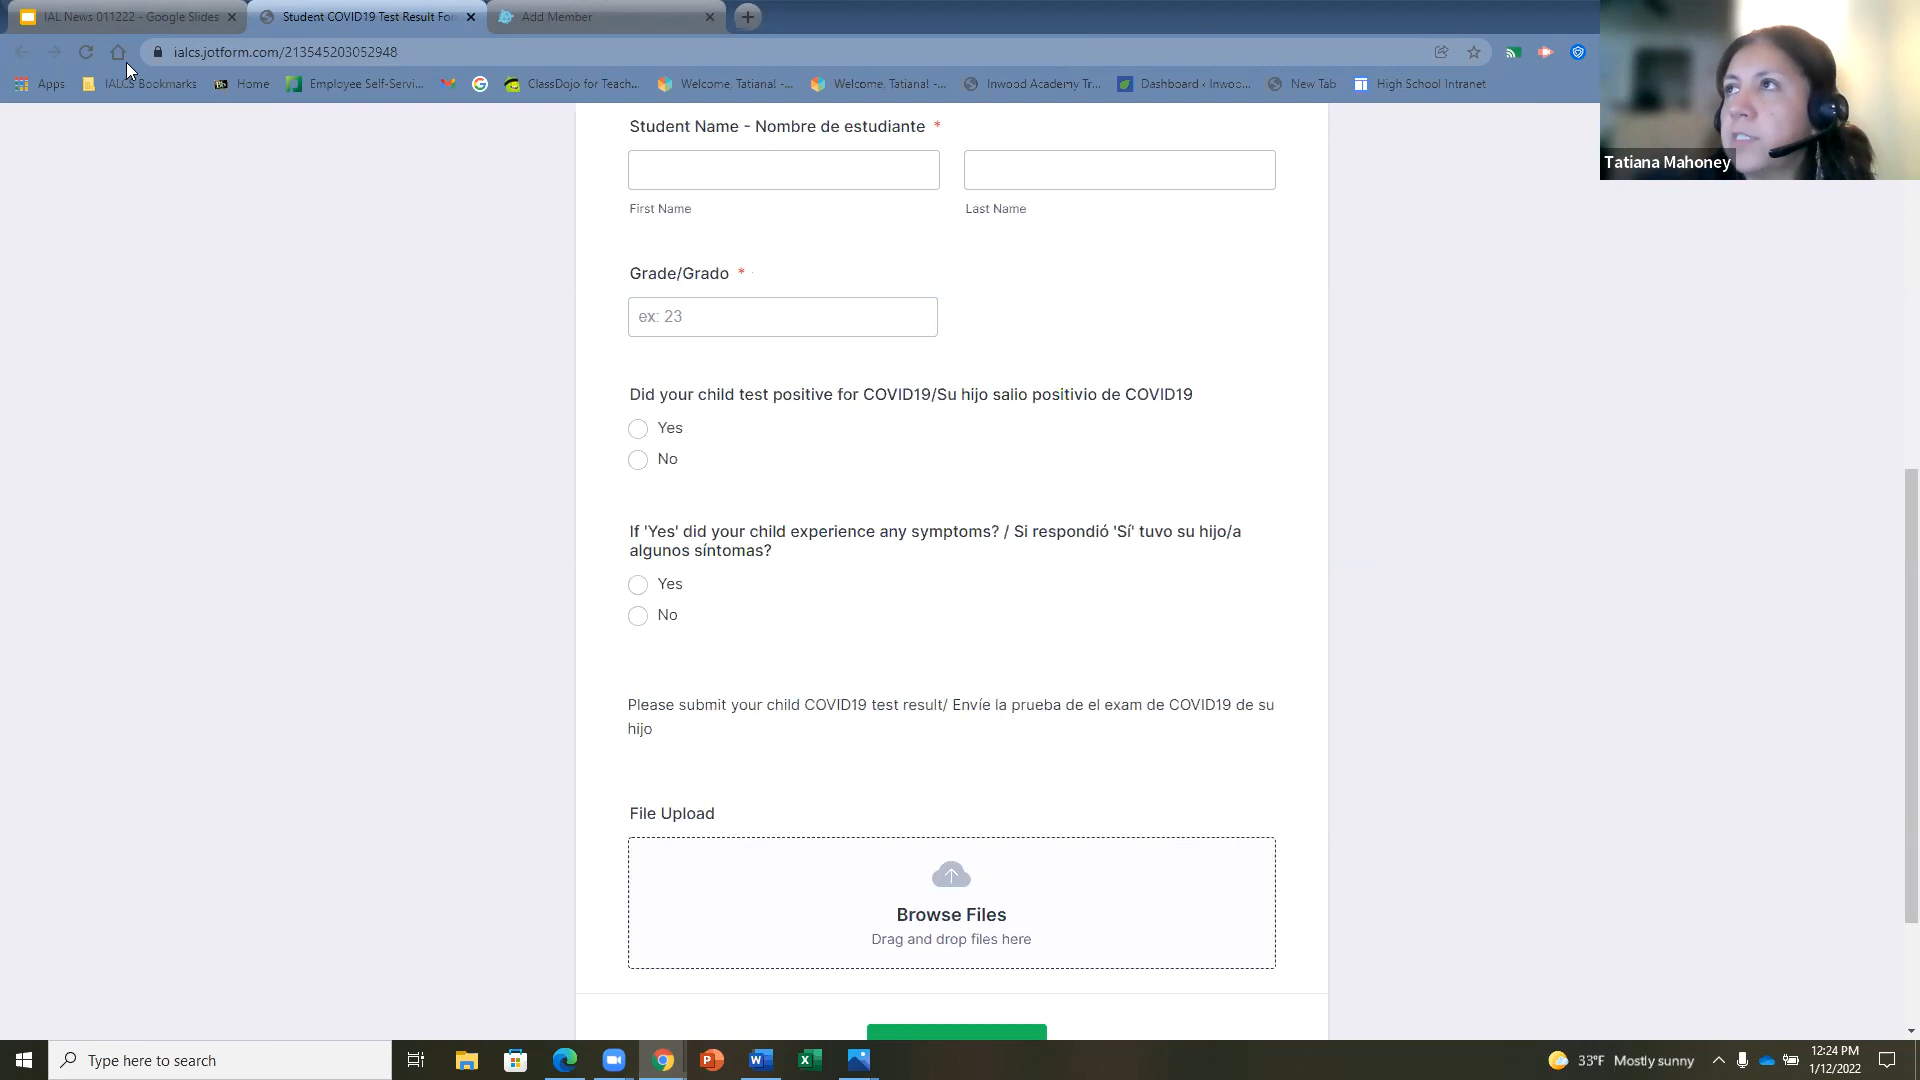 IAL News 011222 - Google Slides
Student COVID19 Test Result For
Add Member
ialcs.jotform.com/213545203052948
Apps
IALCS Bookmarks
Home
Employee Self-Servi...
ClassDojo for Teach...
Welcome, Tatiana! -...
Welcome, Tatiana! -...
Inwood Academy Tr...
Dashboard ‹ Inwoo...
New Tab
High School Intranet
Tatiana Mahoney
Student Name - Nombre de estudiante *
First Name
Last Name
Grade/Grado *
ex: 23
Did your child test positive for COVID19/Su hijo salio positivio de COVID19
Yes
No
If 'Yes' did your child experience any symptoms? / Si respondió 'Sí' tuvo su hijo/a
algunos síntomas?
Yes
No
Please submit your child COVID19 test result/ Envíe la prueba de el exam de COVID19 de su
hijo
File Upload
Browse Files
Drag and drop files here
Type here to search
33°F Mostly sunny
12:24 PM
1/12/2022